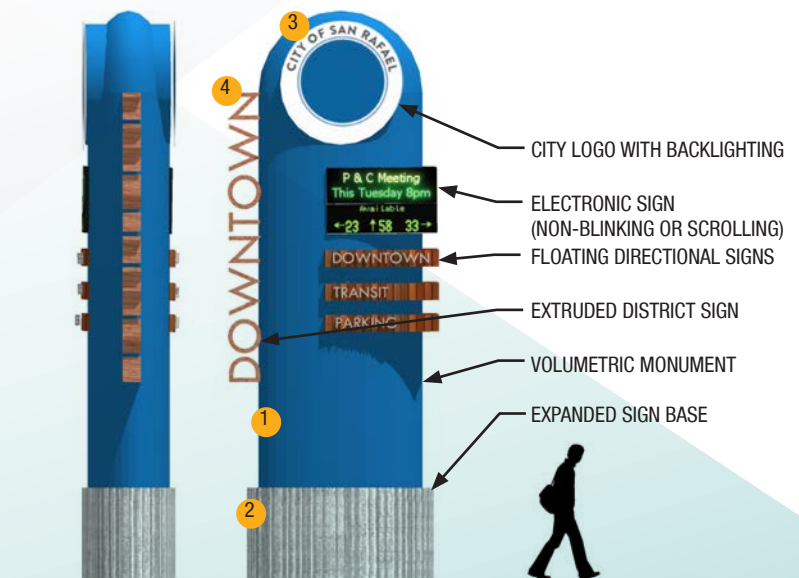 3
CITY OF SAN RAFAEL
4
DOWNTOWN
CITY LOGO WITH BACKLIGHTING
P & C Meeting
This Tuesday 8pm
Available
←23 ↑58 33→
ELECTRONIC SIGN
(NON-BLINKING OR SCROLLING)
DOWNTOWN
FLOATING DIRECTIONAL SIGNS
TRANSIT
EXTRUDED DISTRICT SIGN
PARKING
VOLUMETRIC MONUMENT
1
EXPANDED SIGN BASE
2